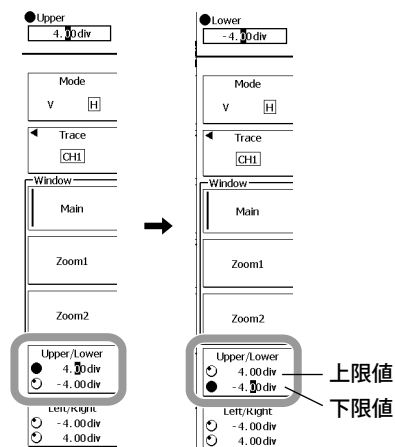 Upper
4.00div
Mode
V H
Trace
CH1
Window
Main
Zoom1
Zoom2
Upper/Lower
4.00div
-4.00div
Left/Right
-4.00div
4.00div
Lower
-4.00div
Mode
V H
Trace
CH1
Window
Main
Zoom1
Zoom2
Upper/Lower
4.00div
-4.00div
Left/Right
-4.00div
4.00div
上限値
下限値